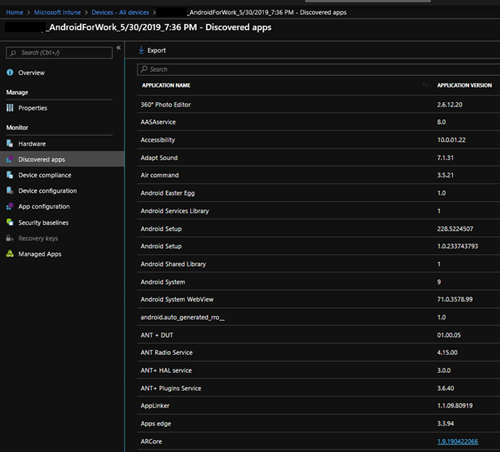 Home > Microsoft Intune > Devices - All devices > _AndroidForWork_5/30/2019_7:36 PM - Discovered apps
_AndroidForWork_5/30/2019_7:36 PM - Discovered apps
Search (Ctrl+/)
«
Overview
Manage
Properties
Monitor
Hardware
Discovered apps
Device compliance
Device configuration
App configuration
Security baselines
Recovery keys
Managed Apps
Export
Search
APPLICATION NAME APPLICATION VERSION
360° Photo Editor 2.6.12.20
AASAservice 8.0
Accessibility 10.0.01.22
Adapt Sound 7.1.31
Air command 3.5.21
Android Easter Egg 1.0
Android Services Library 1
Android Setup 228.5224507
Android Setup 1.0.233743793
Android Shared Library 1
Android System 9
Android System WebView 71.0.3578.99
android.auto_generated_rro__ 1.0
ANT + DUT 01.00.05
ANT Radio Service 4.15.00
ANT+ HAL service 3.0.0
ANT+ Plugins Service 3.6.40
AppLinker 1.1.09.80919
Apps edge 3.3.94
ARCore 1.9.190422066